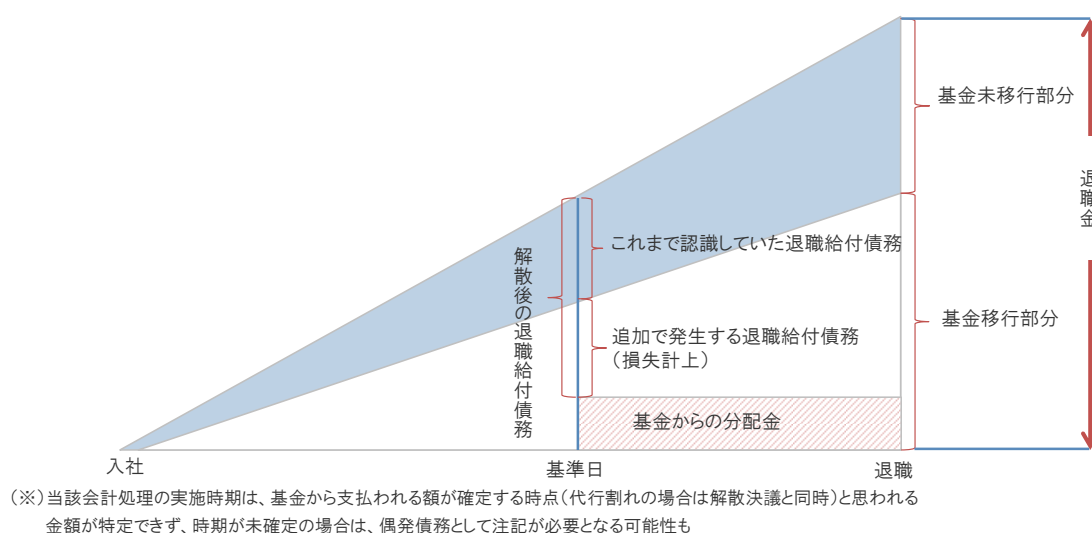 基金未移行部分
退職金
これまで認識していた退職給付債務
解散後の退職給付債務
基金移行部分
追加で発生する退職給付債務
（損失計上）
基金からの分配金
入社
基準日
退職
（※）当該会計処理の実施時期は、基金から支払われる額が確定する時点（代行割れの場合は解散決議と同時）と思われる
金額が特定できず、時期が未確定の場合は、偶発債務として注記が必要となる可能性も